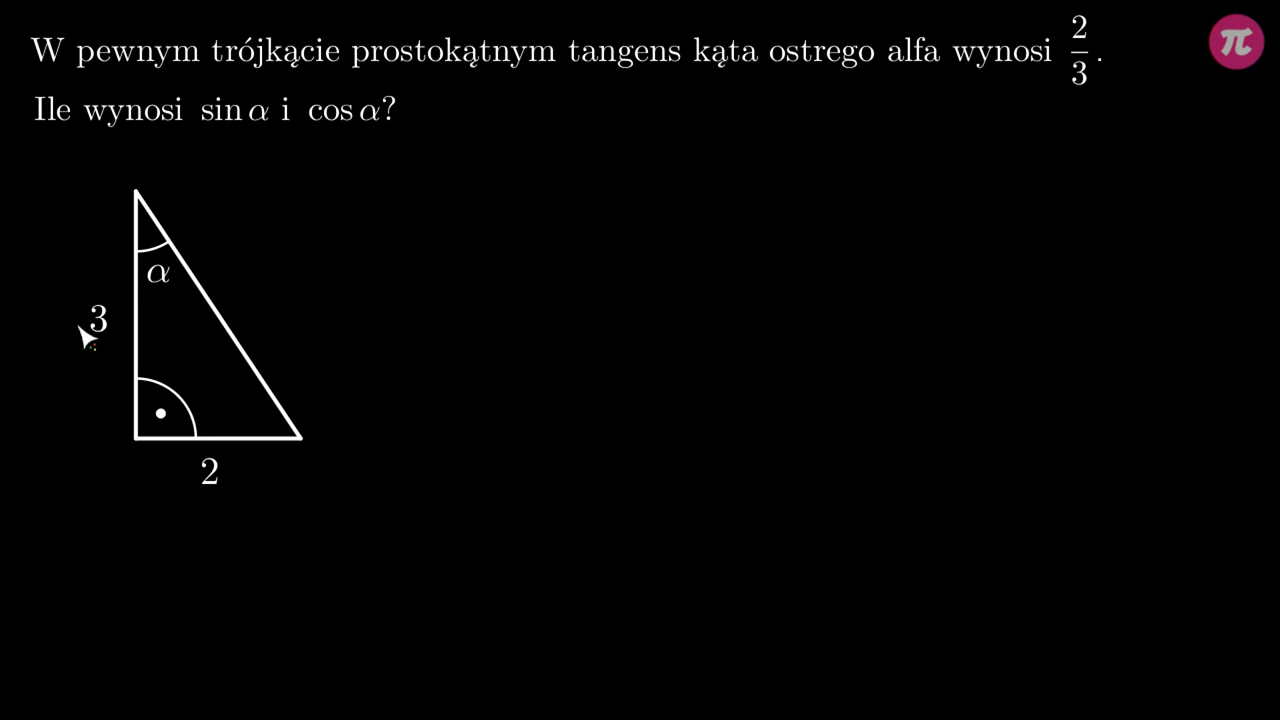 W pewnym trójkącie prostokątnym tangens kąta ostrego alfa wynosi 2/3.
Ile wynosi sin α i cos α?
α
3
2
π